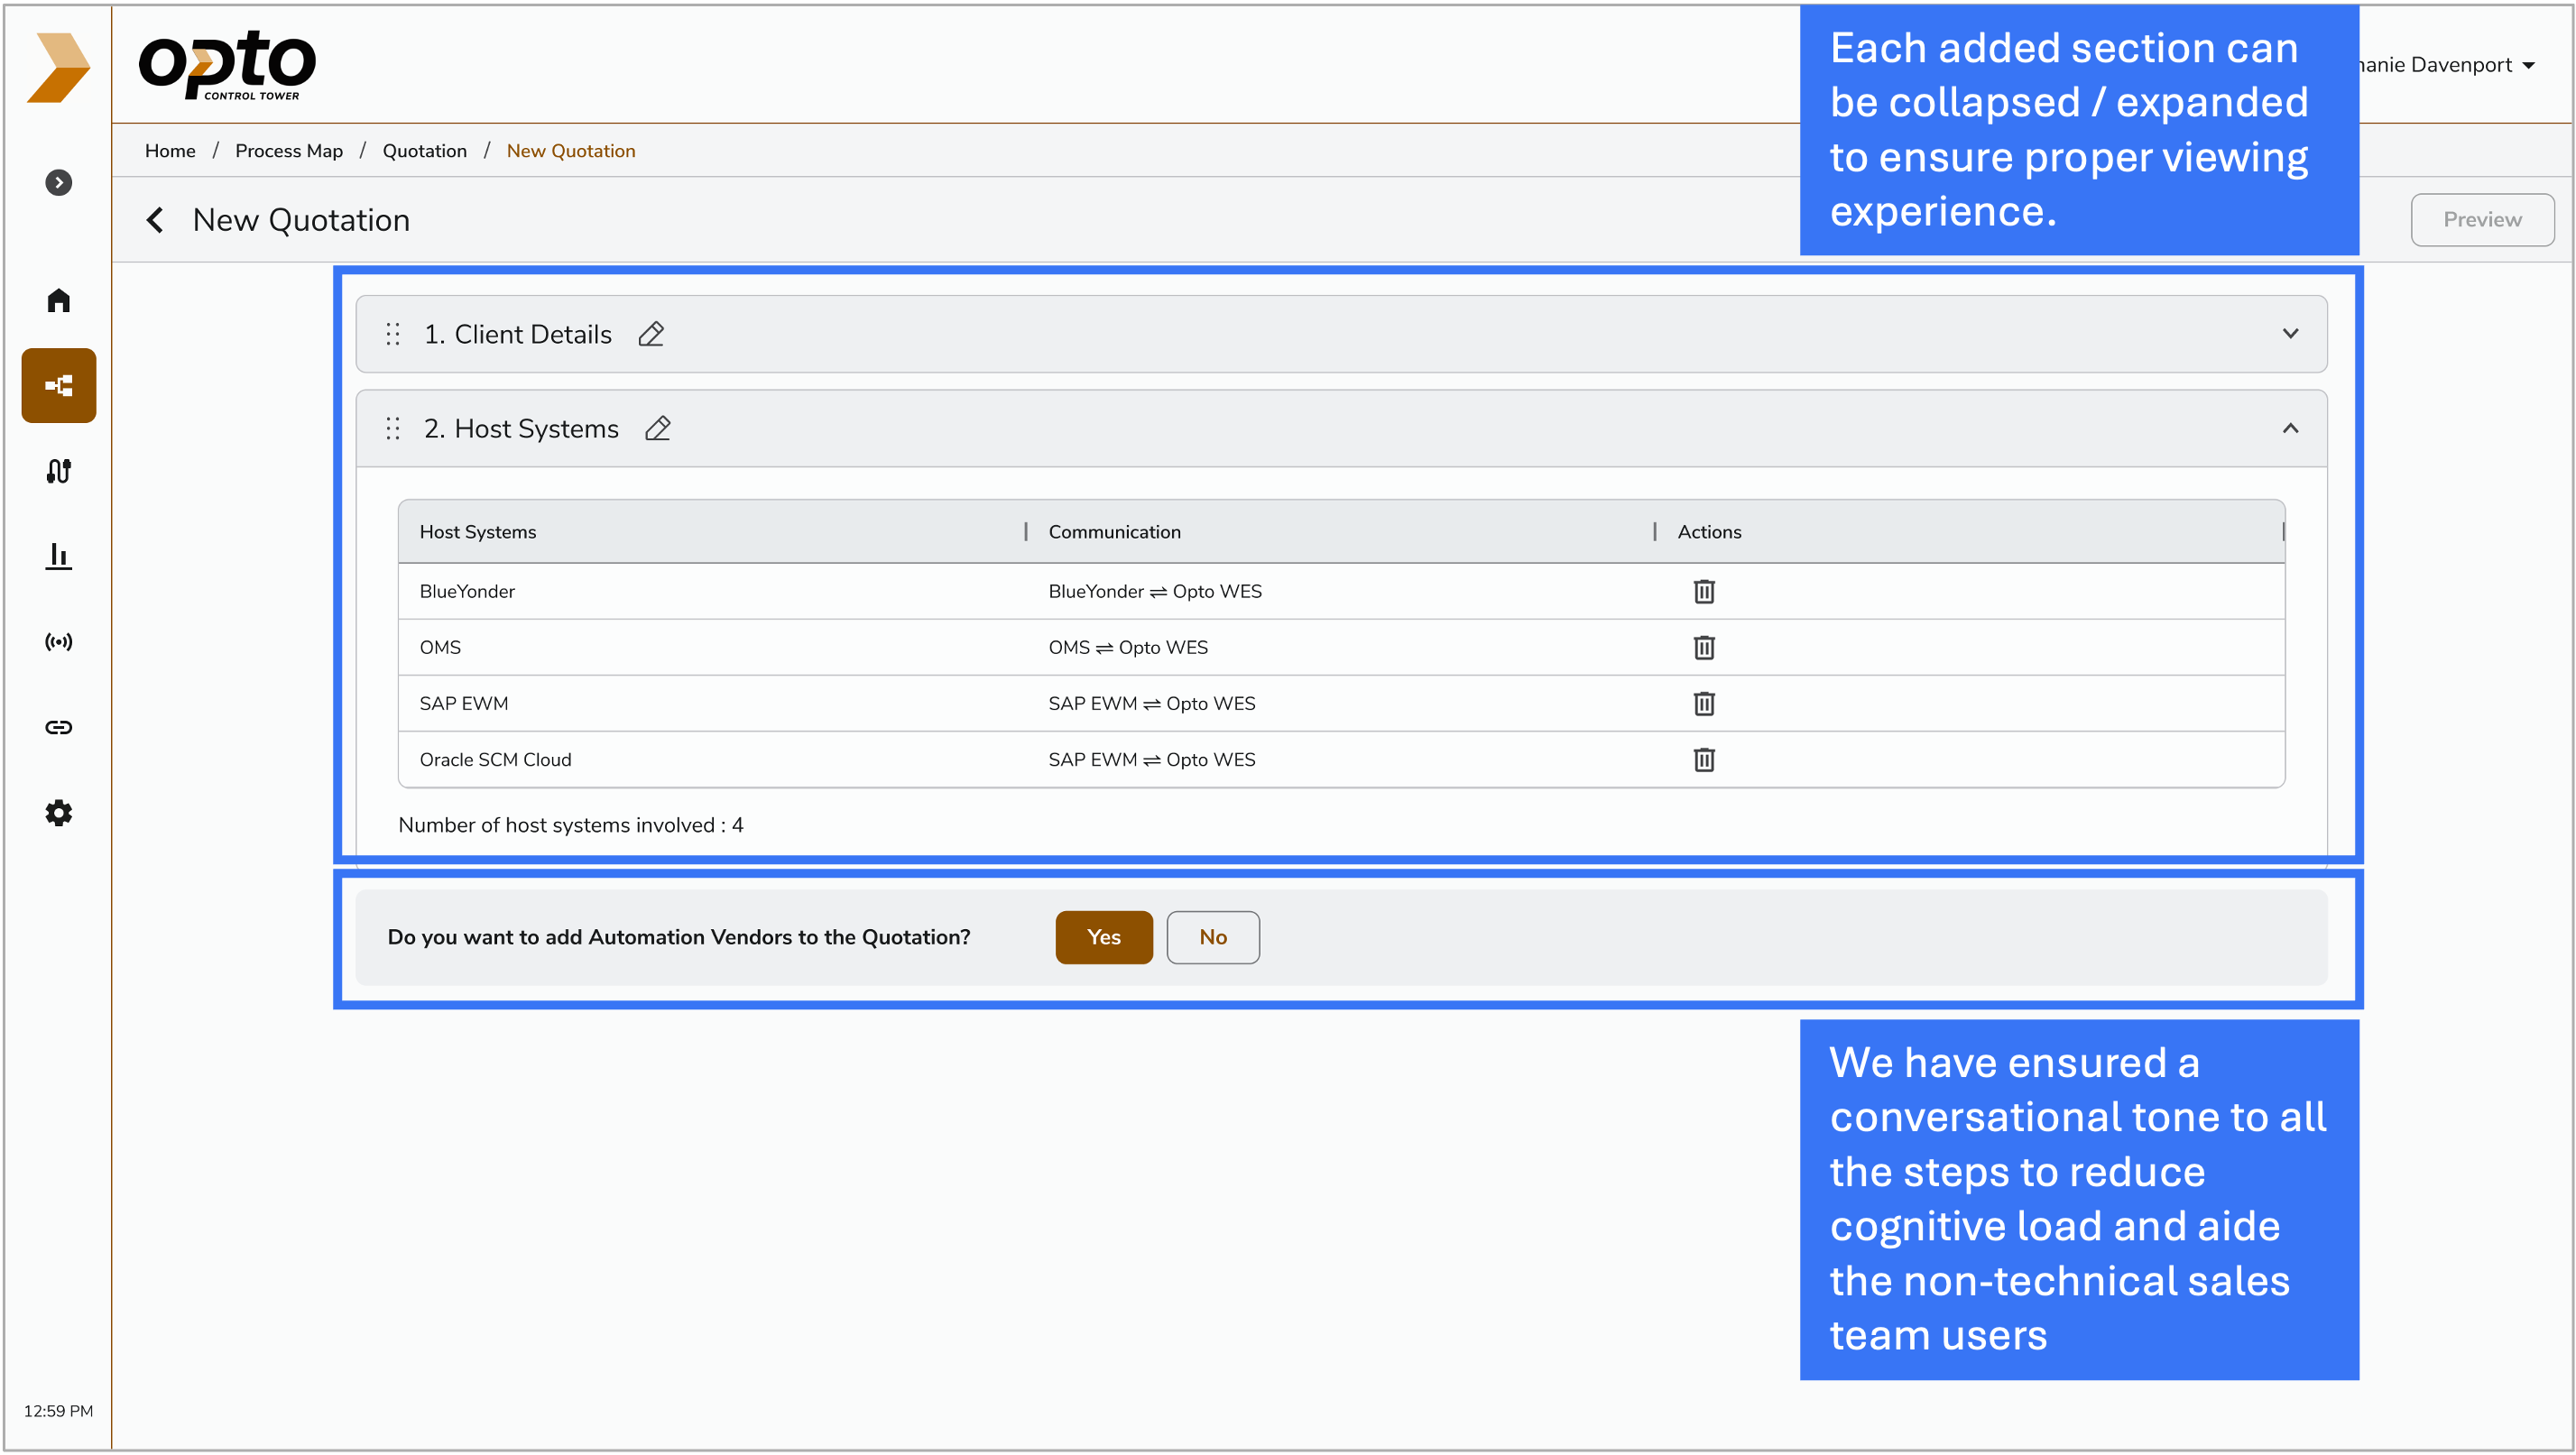 opto
CONTROL TOWER
Each added section can
be collapsed / expanded
to ensure proper viewing
experience.
Davenport
Home / Process Map / Quotation / New Quotation
New Quotation
Preview
1. Client Details
2. Host Systems
Host Systems | Communication | Actions
BlueYonder BlueYonder ⇌ Opto WES
OMS OMS ⇌ Opto WES
SAP EWM SAP EWM ⇌ Opto WES
Oracle SCM Cloud SAP EWM ⇌ Opto WES
Number of host systems involved : 4
Do you want to add Automation Vendors to the Quotation? Yes No
We have ensured a
conversational tone to all
the steps to reduce
cognitive load and aide
the non-technical sales
team users
12:59 PM